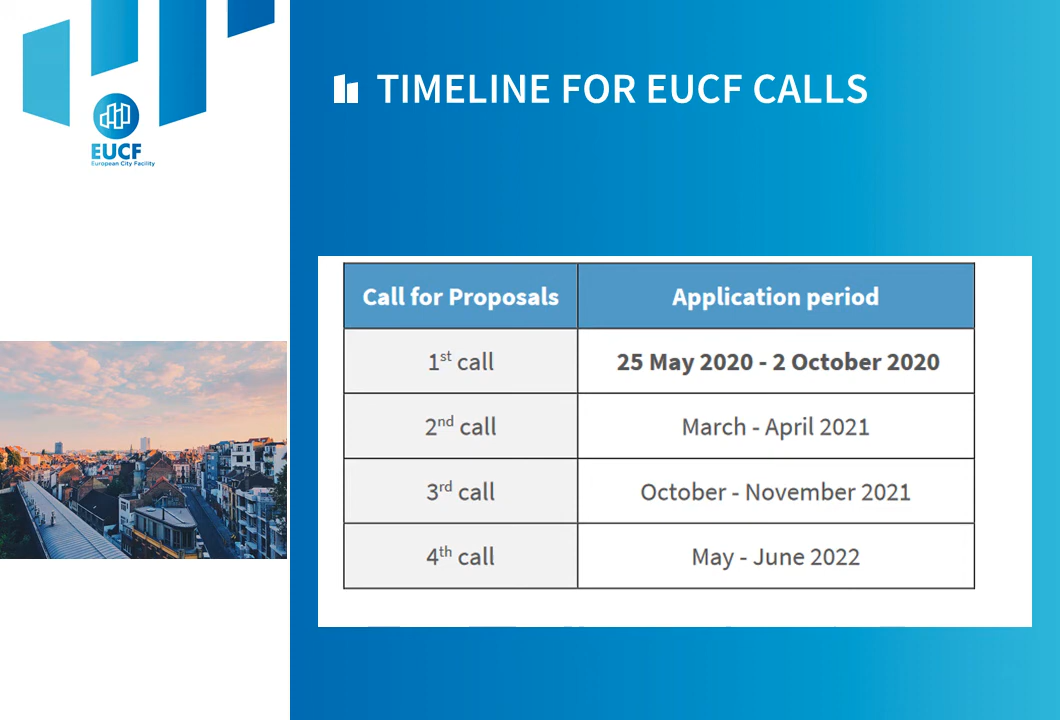 EUCF
European City Facility
TIMELINE FOR EUCF CALLS
Call for Proposals
Application period
1st call
25 May 2020 - 2 October 2020
2nd call
March - April 2021
3rd call
October - November 2021
4th call
May - June 2022